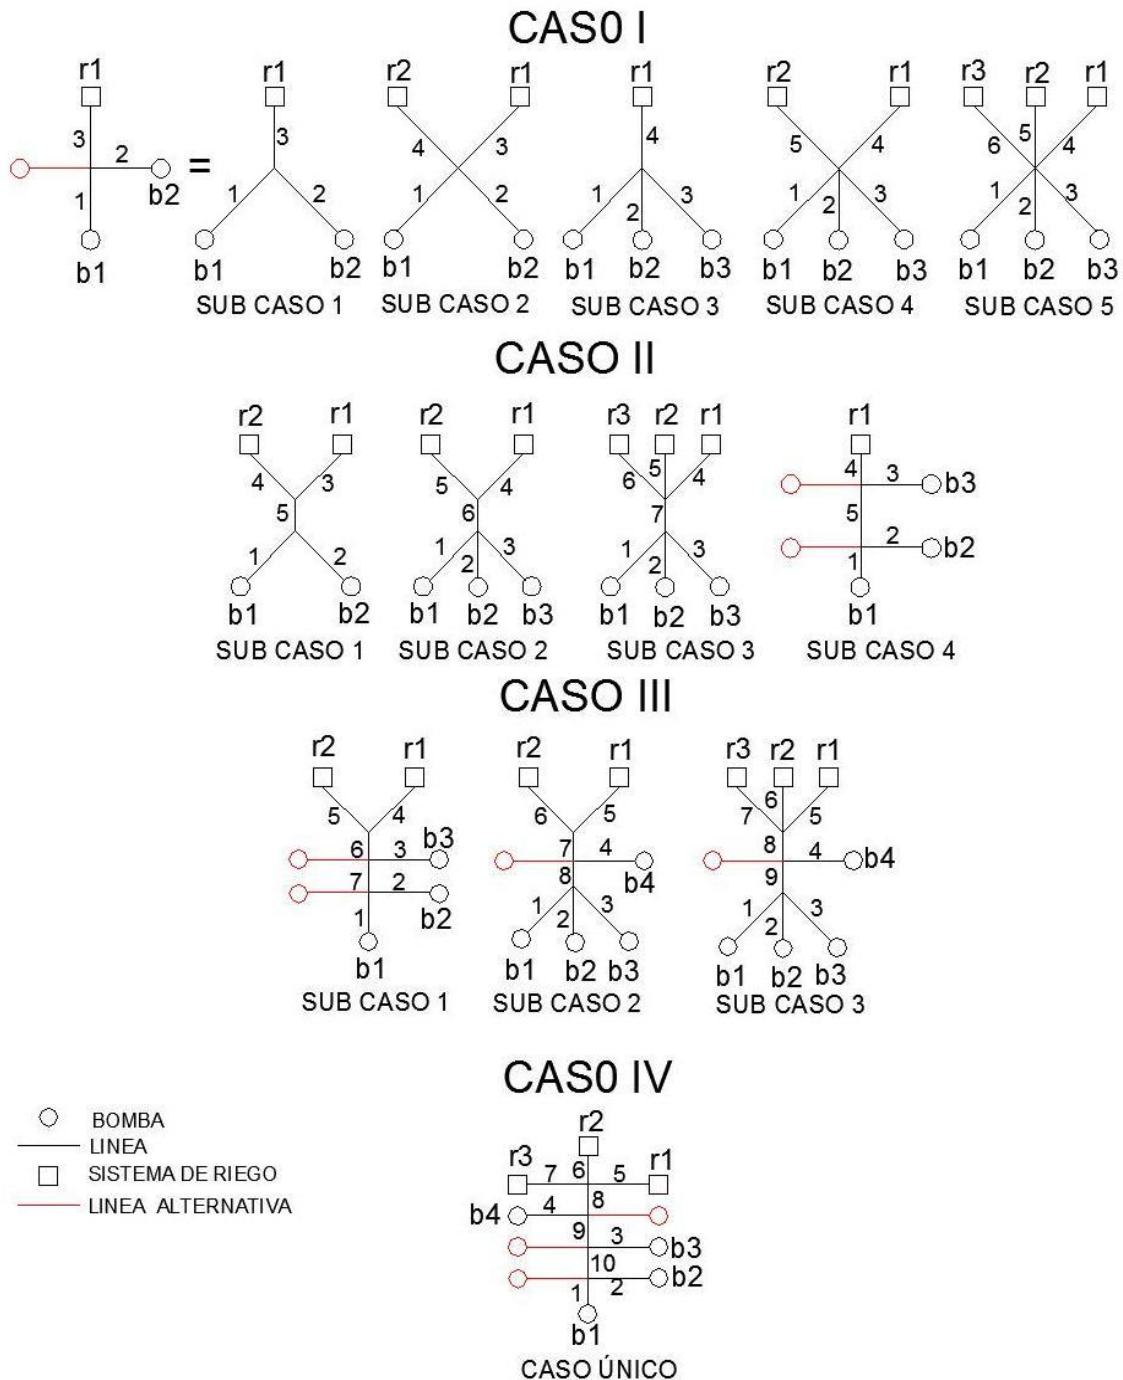 CAS0 I
r1 r1 r2 r1 r1 r2 r1 r3 r2 r1
3 2 1 = 3 1 2 4 3 1 2 4 1 2 3 5 4 1 2 3 6 5 4 1 2 3
b2
b1 b1 b2 b1 b2 b1 b2 b3 b1 b2 b3 b1 b2 b3
SUB CASO 1 SUB CASO 2 SUB CASO 3 SUB CASO 4 SUB CASO 5
CASO II
r2 r1 r2 r1 r3 r2 r1 r1
4 3 5 1 2 5 4 6 1 2 3 6 5 4 7 1 2 3 4 3 b3 5 2 b2 1
b1 b2 b1 b2 b3 b1 b2 b3 b1
SUB CASO 1 SUB CASO 2 SUB CASO 3 SUB CASO 4
CASO III
r2 r1 r2 r1 r3 r2 r1
5 4 6 3 b3 7 2 b2 1 6 5 7 4 b4 8 1 2 3 7 6 5 8 4 b4 9 1 2 3
b1 b1 b2 b3 b1 b2 b3
SUB CASO 1 SUB CASO 2 SUB CASO 3
CAS0 IV
r2
r3 7 6 5 r1
b4 4 8
9 3 b3
10 b2
1 2
b1
CASO ÚNICO
BOMBA
LINEA
SISTEMA DE RIEGO
LINEA ALTERNATIVA